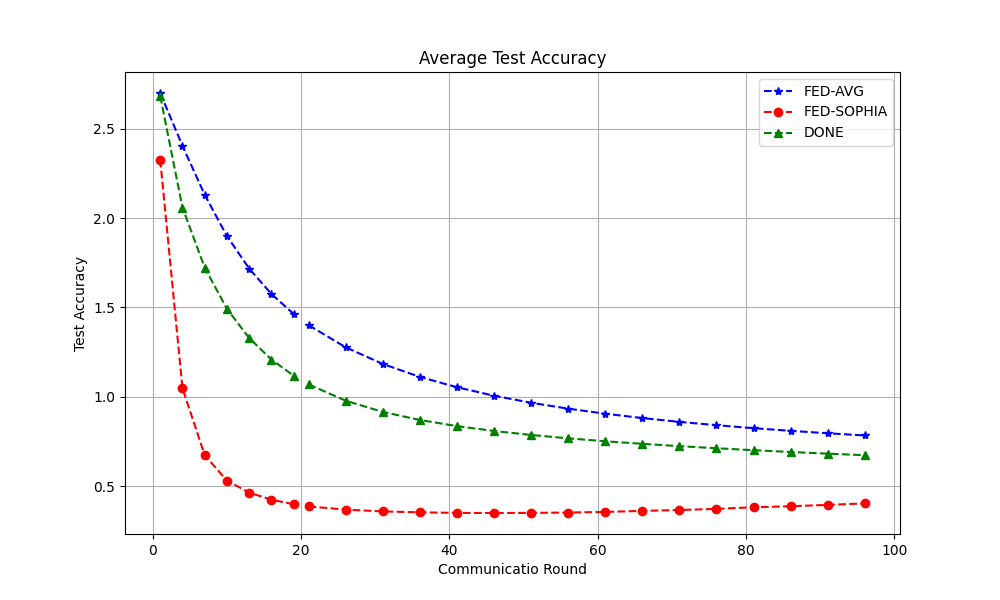 Average Test Accuracy
FED-AVG
FED-SOPHIA
DONE
Test Accuracy
2.5
2.0
1.5
1.0
0.5
0 20 40 60 80 100
Communicatio Round